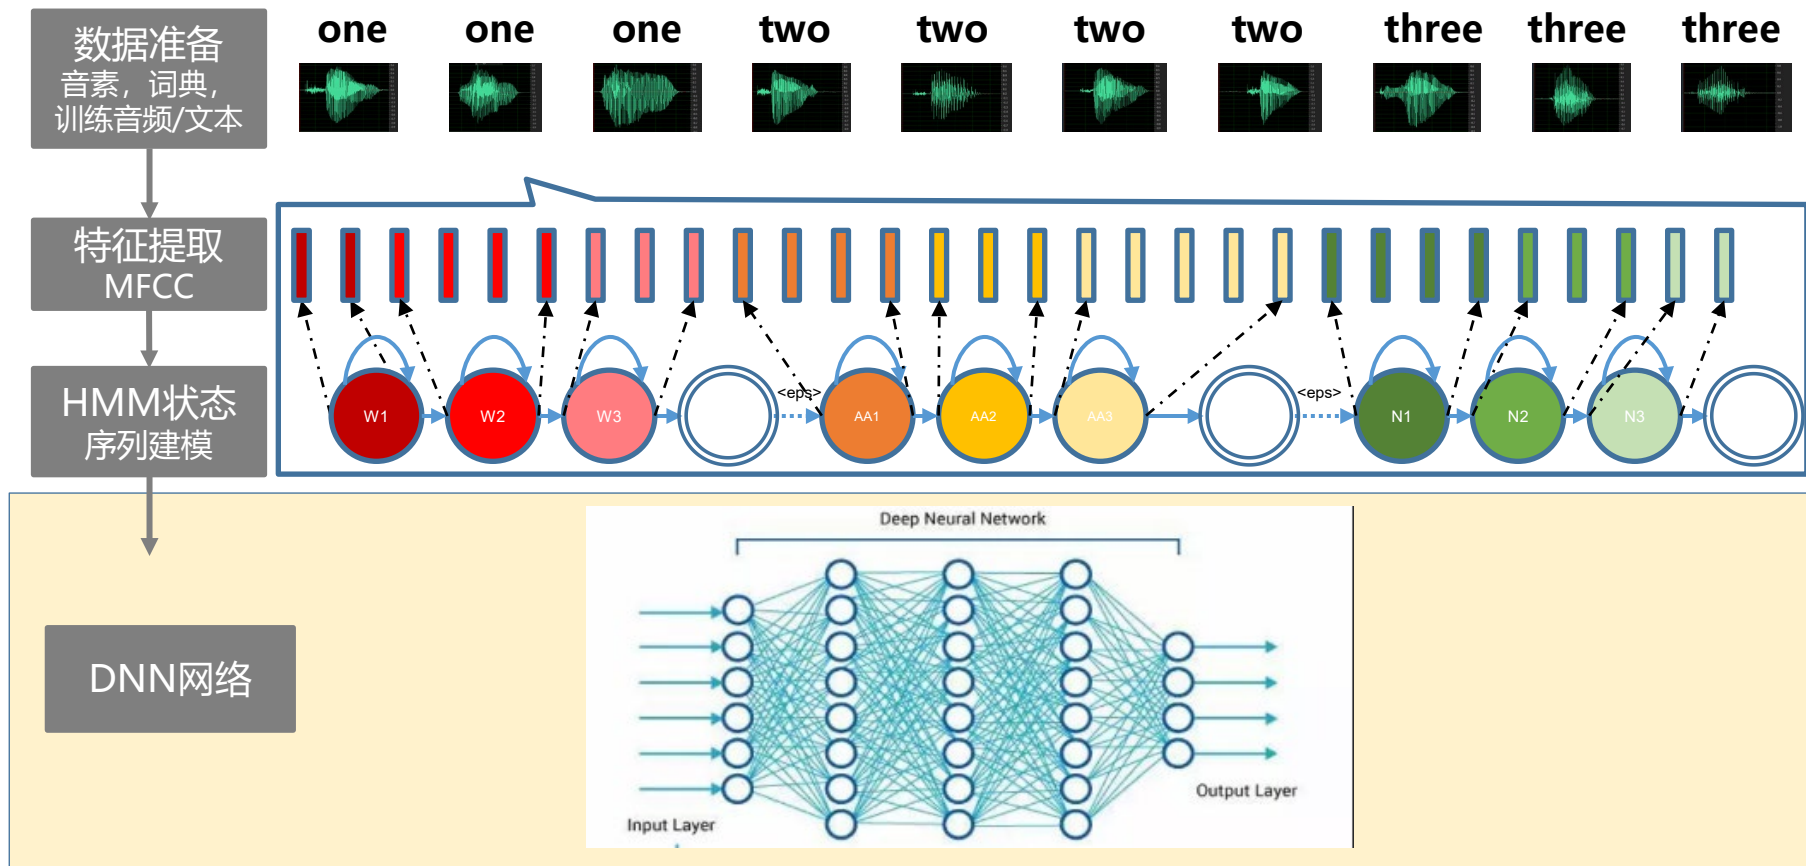 数据准备
音素，词典，
训练音频/文本
one one one two two two two three three three
特征提取
MFCC
HMM状态
序列建模
<eps> <eps>
W1 W2 W3 AA1 AA2 AA3 N1 N2 N3
Deep Neural Network
DNN网络
Output Layer
Input Layer